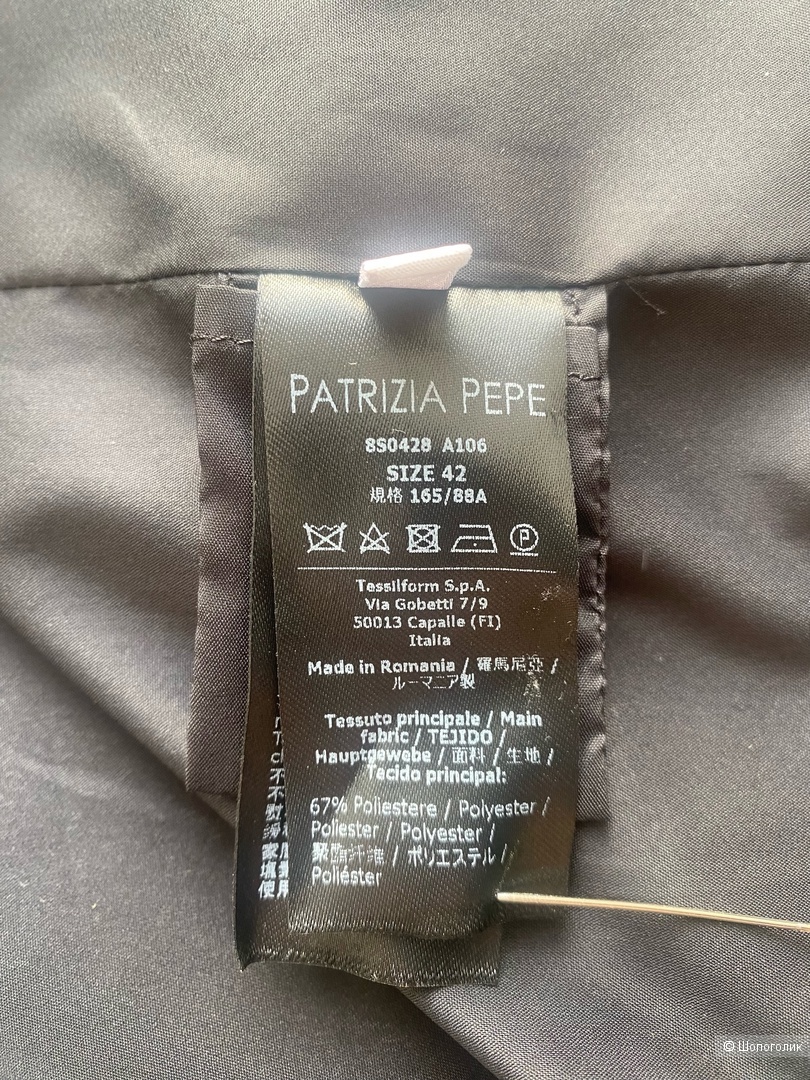 PATRIZIA PEPE
8S0428 A106
SIZE 42
規格 165/88A
P
Tessilform S.p.A.
Via Gobetti 7/9
50013 Capalle (FI)
Italia
Made in Romania / 羅馬尼亞 /
ルーマニア製
Tessuto principale / Main
fabric / TEJIDO /
Hauptgewebe / 面料 / 生地 /
Tecido principal:
67% Poliestere / Polyester /
Poliester / Polyester /
聚酯纤维 / ポリエステル /
Poliéster
© Шопоголик